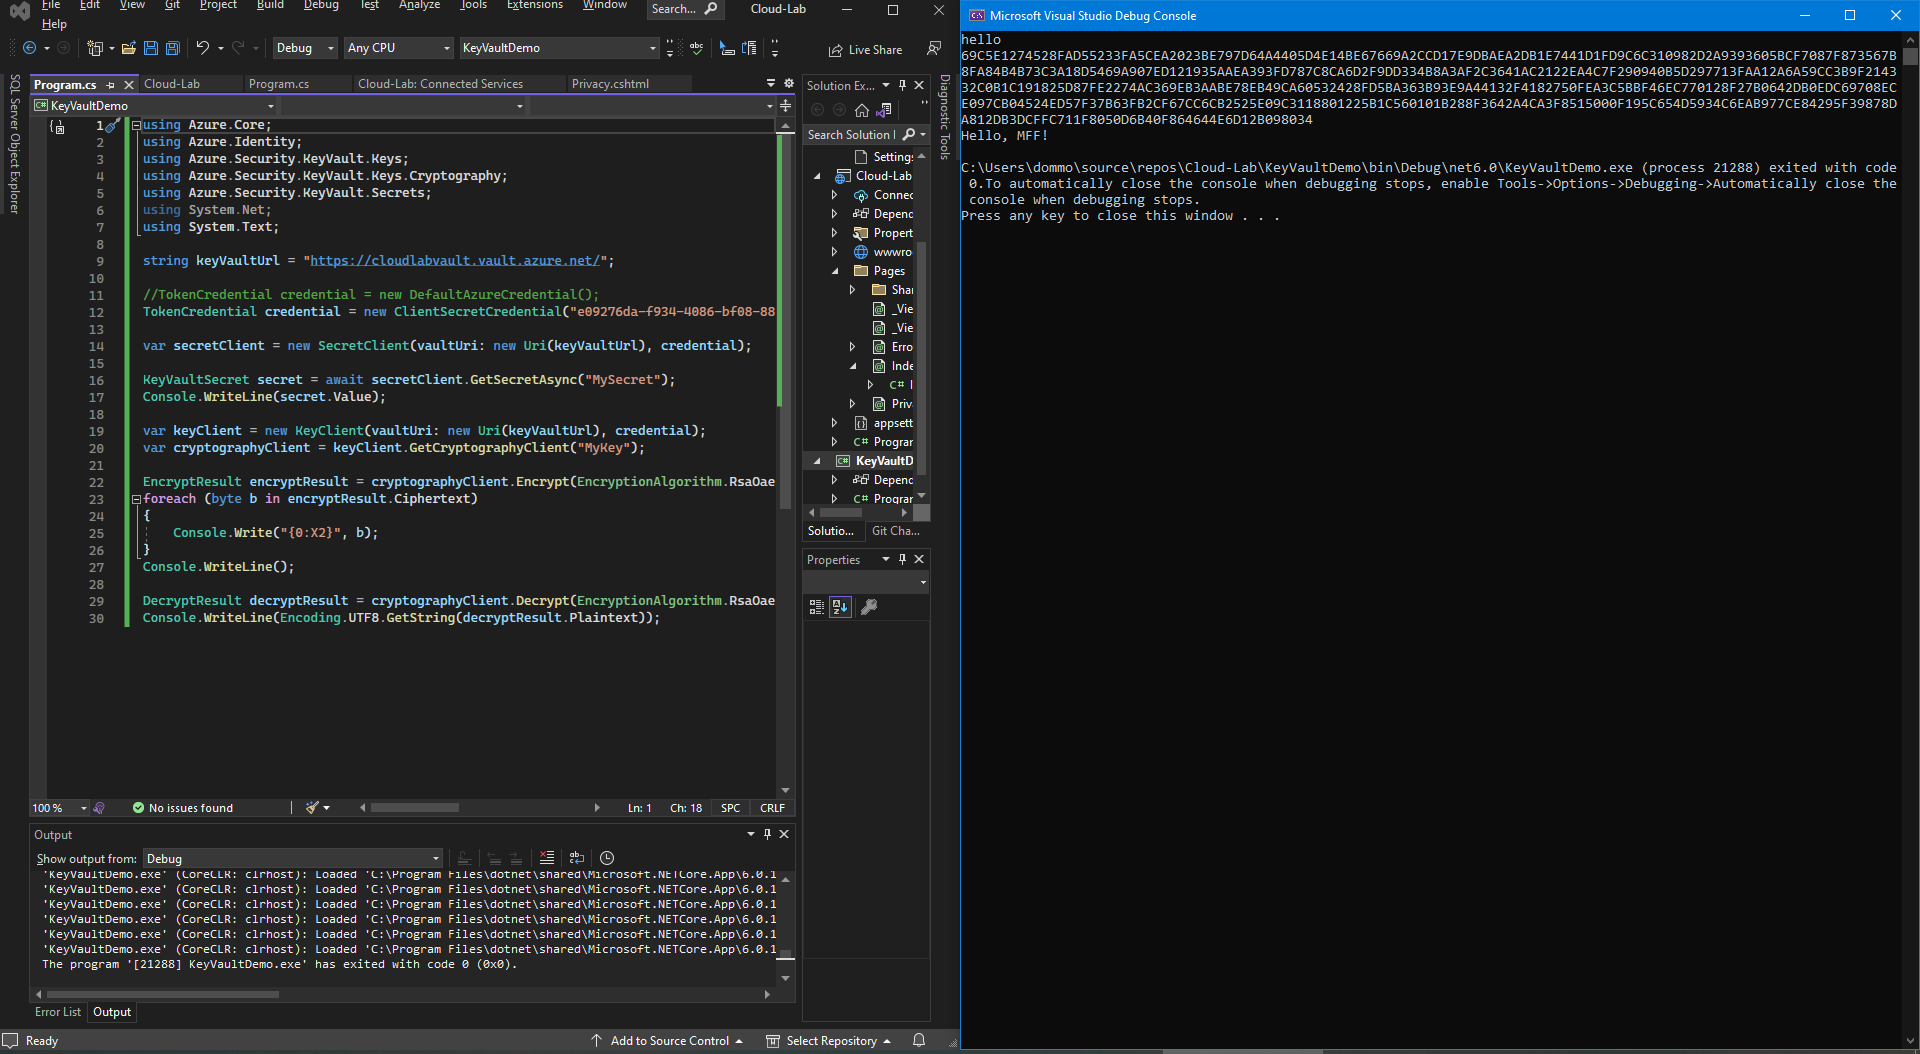 File Edit View Git Project Build Debug Test Analyze Tools Extensions Window Search... Cloud-Lab
Help
Debug Any CPU KeyVaultDemo Live Share
SQL Server Object Explorer
Program.cs Cloud-Lab Program.cs Cloud-Lab: Connected Services Privacy.cshtml
C# KeyVaultDemo
1 using Azure.Core;
2 using Azure.Identity;
3 using Azure.Security.KeyVault.Keys;
4 using Azure.Security.KeyVault.Keys.Cryptography;
5 using Azure.Security.KeyVault.Secrets;
6 using System.Net;
7 using System.Text;
8
9 string keyVaultUrl = "https://cloudlabvault.vault.azure.net/";
10
11 //TokenCredential credential = new DefaultAzureCredential();
12 TokenCredential credential = new ClientSecretCredential("e09276da-f934-4086-bf08-88
13
14 var secretClient = new SecretClient(vaultUri: new Uri(keyVaultUrl), credential);
15
16 KeyVaultSecret secret = await secretClient.GetSecretAsync("MySecret");
17 Console.WriteLine(secret.Value);
18
19 var keyClient = new KeyClient(vaultUri: new Uri(keyVaultUrl), credential);
20 var cryptographyClient = keyClient.GetCryptographyClient("MyKey");
21
22 EncryptResult encryptResult = cryptographyClient.Encrypt(EncryptionAlgorithm.RsaOae
23 foreach (byte b in encryptResult.Ciphertext)
24 {
25 Console.Write("{0:X2}", b);
26 }
27 Console.WriteLine();
28
29 DecryptResult decryptResult = cryptographyClient.Decrypt(EncryptionAlgorithm.RsaOae
30 Console.WriteLine(Encoding.UTF8.GetString(decryptResult.Plaintext));
100 % No issues found Ln: 1 Ch: 18 SPC CRLF
Output
Show output from: Debug
'KeyVaultDemo.exe' (CoreCLR: clrhost): Loaded 'C:\Program Files\dotnet\shared\Microsoft.NETCore.App\6.0.1
'KeyVaultDemo.exe' (CoreCLR: clrhost): Loaded 'C:\Program Files\dotnet\shared\Microsoft.NETCore.App\6.0.1
'KeyVaultDemo.exe' (CoreCLR: clrhost): Loaded 'C:\Program Files\dotnet\shared\Microsoft.NETCore.App\6.0.1
'KeyVaultDemo.exe' (CoreCLR: clrhost): Loaded 'C:\Program Files\dotnet\shared\Microsoft.NETCore.App\6.0.1
'KeyVaultDemo.exe' (CoreCLR: clrhost): Loaded 'C:\Program Files\dotnet\shared\Microsoft.NETCore.App\6.0.1
'KeyVaultDemo.exe' (CoreCLR: clrhost): Loaded 'C:\Program Files\dotnet\shared\Microsoft.NETCore.App\6.0.1
The program '[21288] KeyVaultDemo.exe' has exited with code 0 (0x0).
Error List Output
Ready Add to Source Control Select Repository
Solution Ex...
Search Solution
Settings
Cloud-Lab
Connec
Depend
Propert
wwwro
Pages
Shar
_Vie
_Vie
Erro
Inde
C#
Priv
appsett
C# Program
C# KeyVaultD
Depend
C# Program
Solutio... Git Cha...
Properties
Diagnostic Tools
Microsoft Visual Studio Debug Console
hello
69C5E1274528FAD55233FA5CEA2023BE797D64A4405D4E14BE67669A2CCD17E9DBAEA2DB1E7441D1FD9C6C310982D2A9393605BCF7087F873567B
8FA84B4B73C3A18D5469A907ED121935AAEA393FD787C8CA6D2F9DD334B8A3AF2C3641AC2122EA4C7F290940B5D297713FAA12A6A59CC3B9F2143
32C0B1C191825D87FE2274AC369EB3AABE78EB49CA60532428FD5BA363B93E9A44132F4182750FEA3C5BBF46EC770128F27B0642DB0EDC69708EC
E097CB04524ED57F37B63FB2CF67CC6CB2525E09C3118801225B1C560101B288F3642A4CA3F8515000F195C654D5934C6EAB977CE84295F39878D
A812DB3DCFFC711F8050D6B40F864644E6D12B098034
Hello, MFF!
C:\Users\dommo\source\repos\Cloud-Lab\KeyVaultDemo\bin\Debug\net6.0\KeyVaultDemo.exe (process 21288) exited with code
0.To automatically close the console when debugging stops, enable Tools->Options->Debugging->Automatically close the
console when debugging stops.
Press any key to close this window . . .